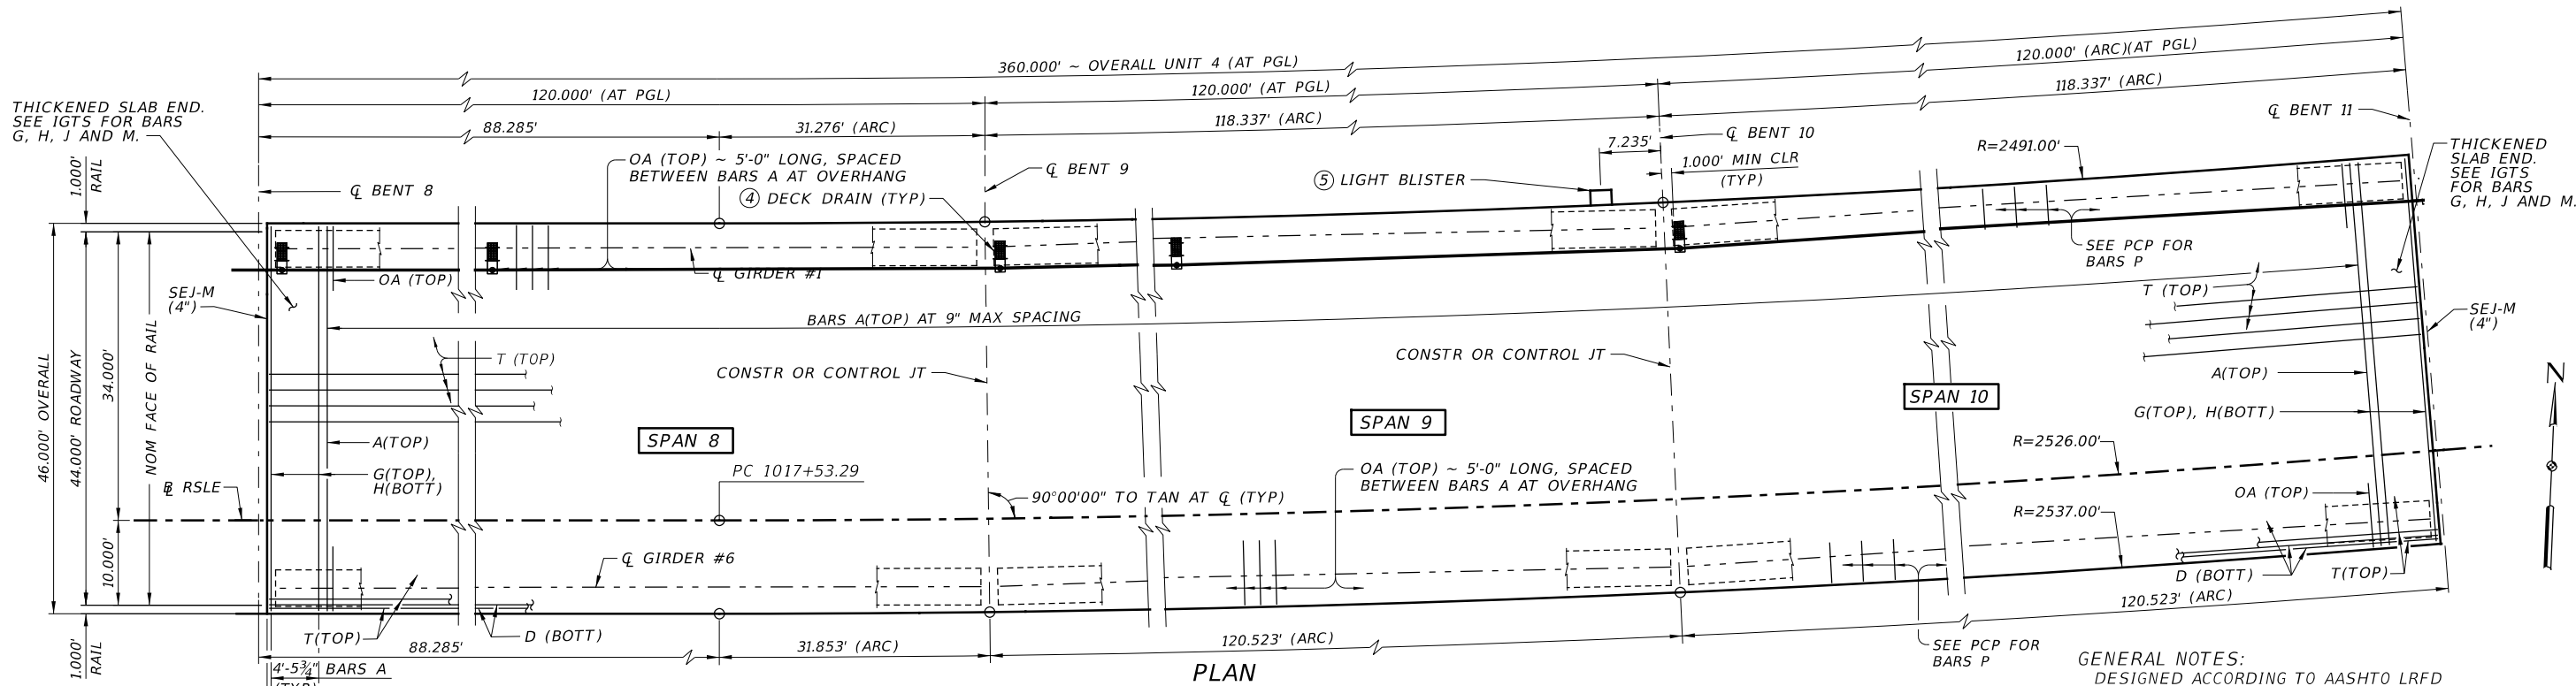 360.000' ~ OVERALL UNIT 4 (AT PGL)
120.000' (ARC)(AT PGL)
120.000' (AT PGL)
120.000' (AT PGL)
118.337' (ARC)
88.285'
31.276' (ARC)
118.337' (ARC)
THICKENED SLAB END.
SEE IGTS FOR BARS
G, H, J AND M.
1.000'
RAIL
℄ BENT 8
OA (TOP) ~ 5'-0" LONG, SPACED
BETWEEN BARS A AT OVERHANG
④ DECK DRAIN (TYP)
℄ BENT 9
⑤ LIGHT BLISTER
7.235'
℄ BENT 10
1.000' MIN CLR
(TYP)
R=2491.00'
℄ BENT 11
THICKENED
SLAB END.
SEE IGTS
FOR BARS
G, H, J AND M.
SEE PCP FOR
BARS P
OA (TOP)
℄ GIRDER #1
SEJ-M
(4")
BARS A(TOP) AT 9" MAX SPACING
T (TOP)
SEJ-M
(4")
46.000' OVERALL
44.000' ROADWAY
34.000'
NOM FACE OF RAIL
T (TOP)
CONSTR OR CONTROL JT
CONSTR OR CONTROL JT
A(TOP)
G(TOP), H(BOTT)
N
A(TOP)
G(TOP),
H(BOTT)
SPAN 8
SPAN 9
SPAN 10
PC 1017+53.29
R=2526.00'
B RSLE
90°00'00" TO TAN AT ℄ (TYP)
OA (TOP) ~ 5'-0" LONG, SPACED
BETWEEN BARS A AT OVERHANG
OA (TOP)
R=2537.00'
10.000'
℄ GIRDER #6
D (BOTT)
T(TOP)
T(TOP)
D (BOTT)
1.000'
RAIL
88.285'
31.853' (ARC)
120.523' (ARC)
120.523' (ARC)
SEE PCP FOR
BARS P
4'-5¾" BARS A
(TYP)
PLAN
GENERAL NOTES:
DESIGNED ACCORDING TO AASHTO LRFD